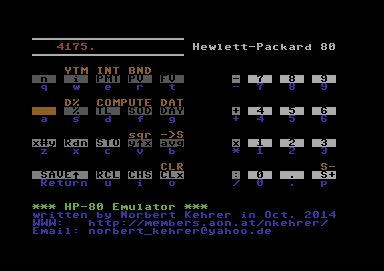 4175.
Hewlett-Packard 80
YTM INT BND
n i PMT PV FV - 7 8 9
q w e r t - 7 8 9
D% COMPUTE DAT
% TL SOD DAY + 4 5 6
a s d f g + 4 5 6
sqr ->S
xHy Rdn STO y↑x avg x 1 2 3
z x c v b * 1 2 3
CLR S-
SAVE↑ RCL CHS CLx : 0 . S+
Return u i o / 0 . p
*** HP-80 Emulator ***
written by Norbert Kehrer in Oct. 2014
WWW: http://members.aon.at/nkehrer/
Email: norbert_kehrer@yahoo.de